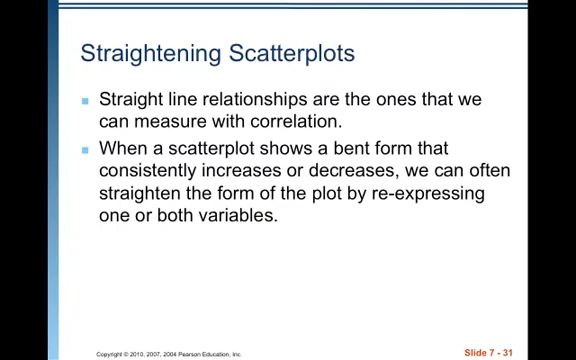 Straightening Scatterplots
Straight line relationships are the ones that we
can measure with correlation.
When a scatterplot shows a bent form that
consistently increases or decreases, we can often
straighten the form of the plot by re-expressing
one or both variables.
Copyright © 2010, 2007, 2004 Pearson Education, Inc.
Slide 7 - 31